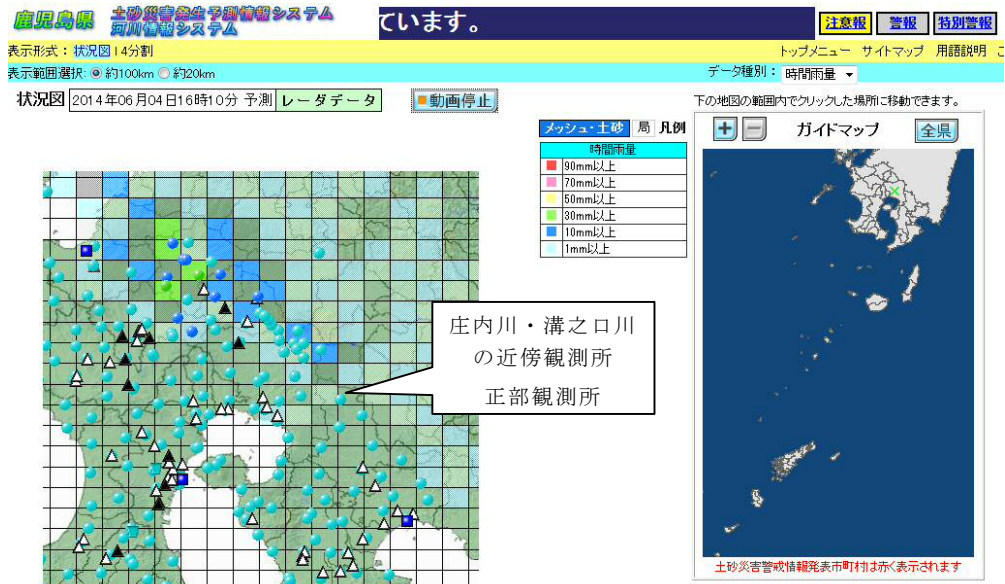 鹿児島県
土砂災害発生予測情報システム
河川情報システム
ています。
注意報 警報 特別警報
表示形式：状況図 | 4分割
トップメニュー サイトマップ 用語説明
表示範囲選択: 約100km 約20km
データ種別： 時間雨量
状況図 2014年06月04日16時10分 予測 レーダデータ 動画停止
下の地図の範囲内でクリックした場所に移動できます。
メッシュ・土砂 局 凡例
時間雨量
90mm以上
70mm以上
50mm以上
30mm以上
10mm以上
1mm以上
ガイドマップ 全県
庄内川・溝之口川
の近傍観測所
正部観測所
土砂災害警戒情報発表市町村は赤く表示されます